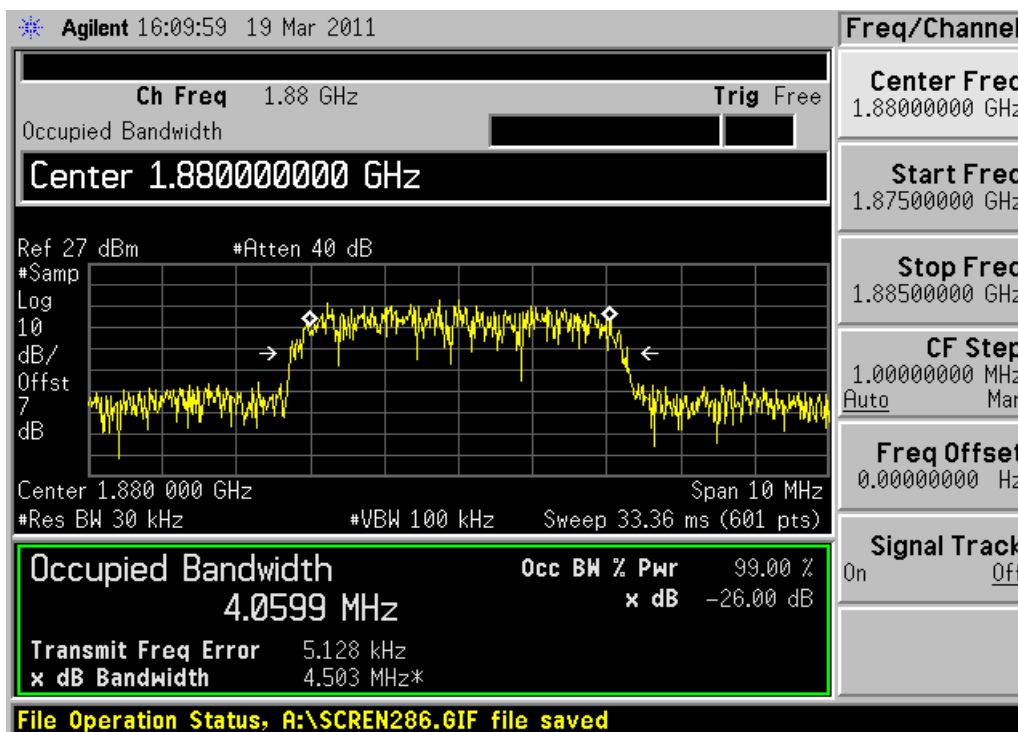 Agilent 16:09:59 19 Mar 2011
Freq/Channel
Ch Freq 1.88 GHz Trig Free
Occupied Bandwidth
Center 1.880000000 GHz
Ref 27 dBm #Atten 40 dB
#Samp
Log
10
dB/
Offst
7
dB
Center 1.880 000 GHz Span 10 MHz
#Res BW 30 kHz #VBW 100 kHz Sweep 33.36 ms (601 pts)
Occupied Bandwidth
4.0599 MHz
Occ BW % Pwr 99.00 %
x dB -26.00 dB
Transmit Freq Error 5.128 kHz
x dB Bandwidth 4.503 MHz*
File Operation Status, A:\SCREN286.GIF file saved
Center Freq
1.88000000 GHz
Start Freq
1.87500000 GHz
Stop Freq
1.88500000 GHz
CF Step
1.00000000 MHz
Auto Man
Freq Offset
0.00000000 Hz
Signal Track
On Off